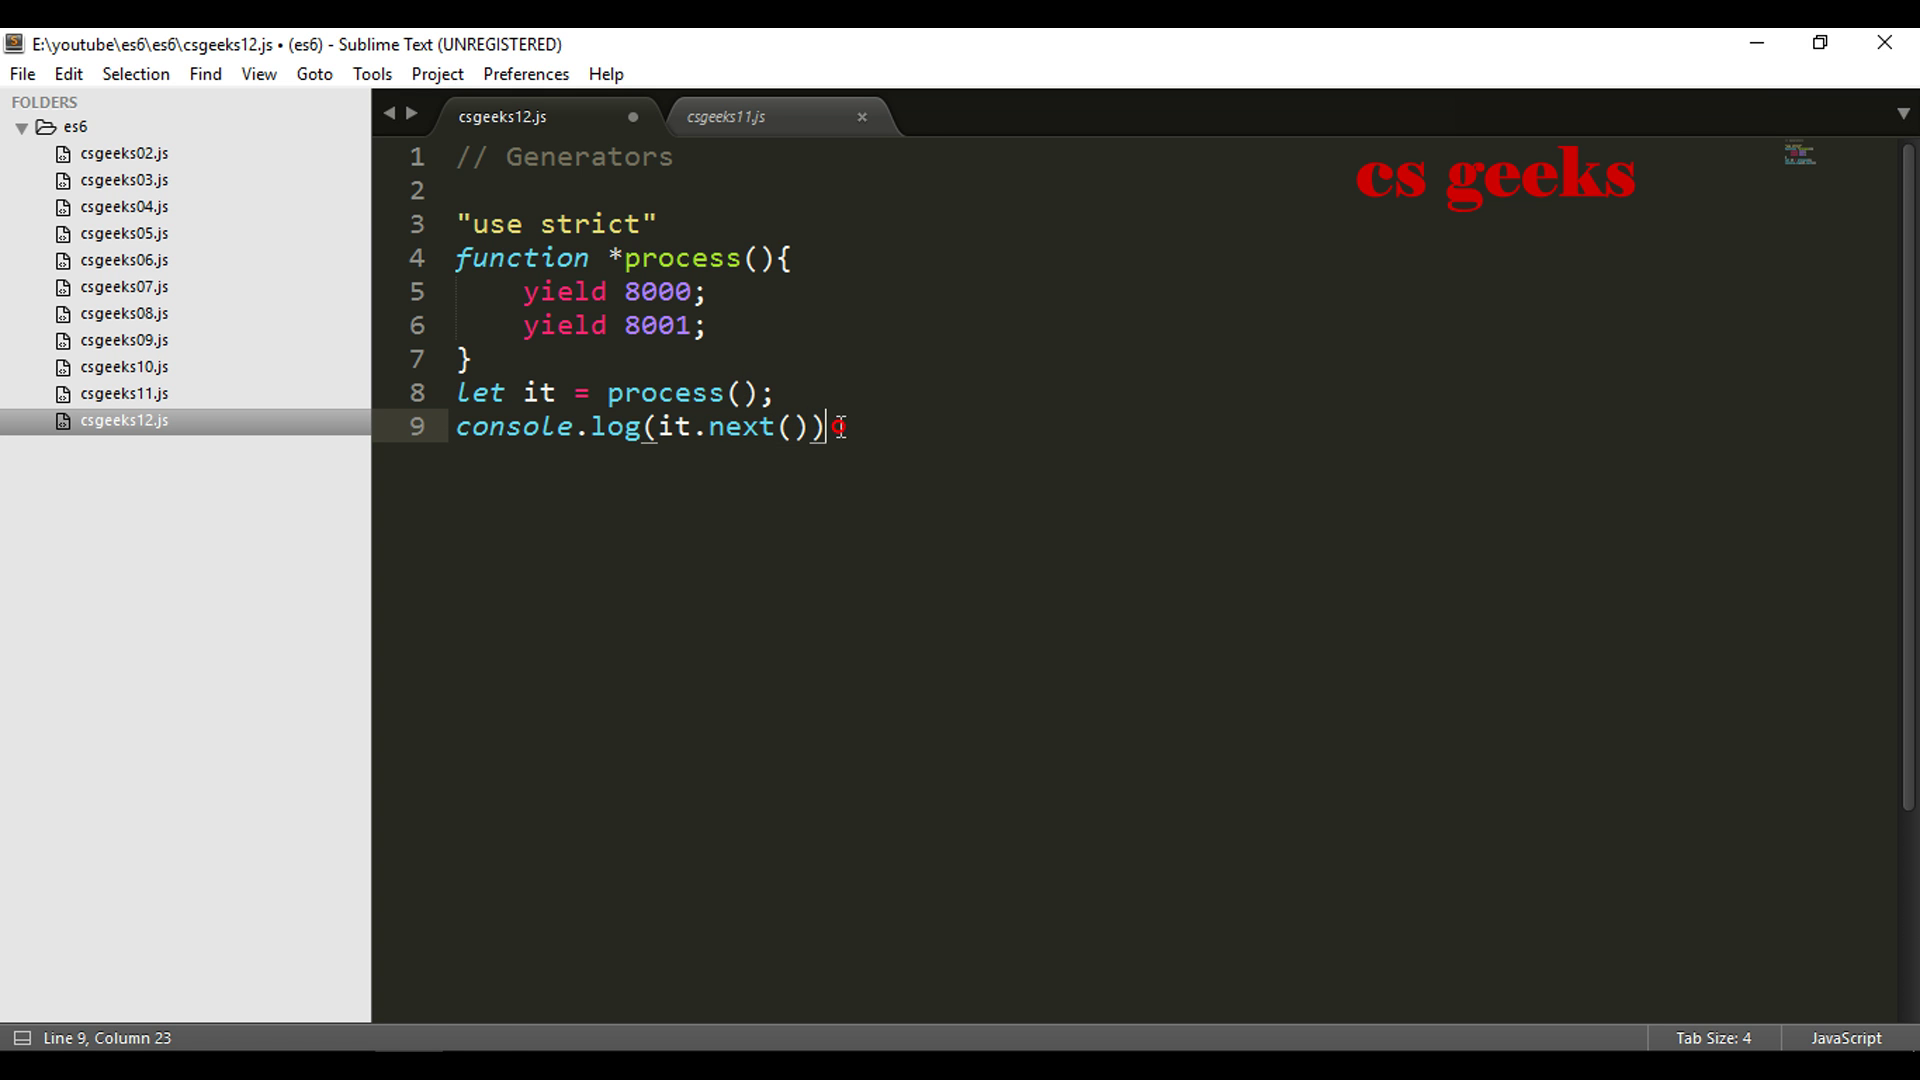 E:\youtube\es6\es6\csgeeks12.js • (es6) - Sublime Text (UNREGISTERED)
File Edit Selection Find View Goto Tools Project Preferences Help
FOLDERS
es6
csgeeks02.js
csgeeks03.js
csgeeks04.js
csgeeks05.js
csgeeks06.js
csgeeks07.js
csgeeks08.js
csgeeks09.js
csgeeks10.js
csgeeks11.js
csgeeks12.js
csgeeks12.js csgeeks11.js
cs geeks
1 // Generators
2
3 "use strict"
4 function *process(){
5     yield 8000;
6     yield 8001;
7 }
8 let it = process();
9 console.log(it.next())
Line 9, Column 23
Tab Size: 4 JavaScript